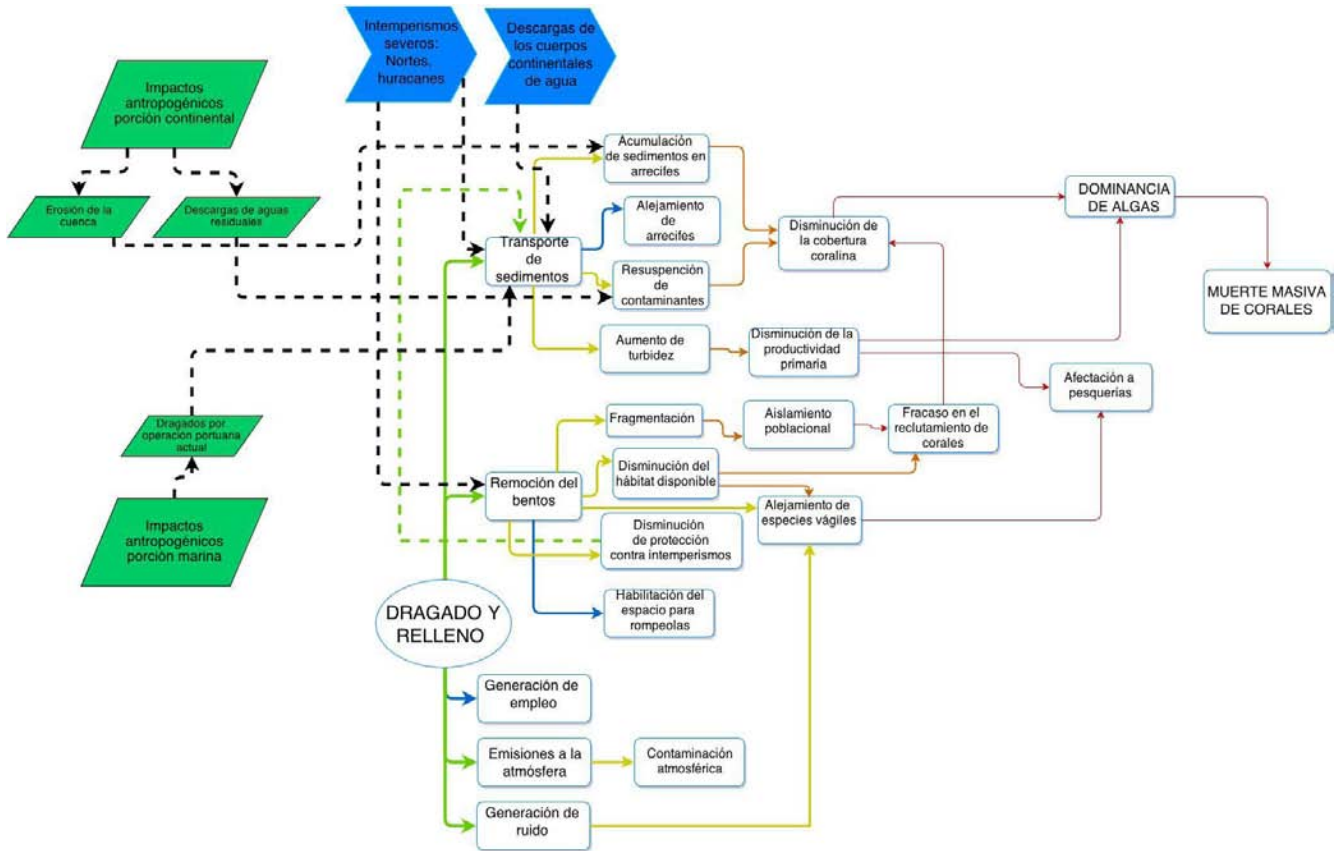 Intemperismos
severos:
Nortes,
huracanes
Descargas de
los cuerpos
continentales
de agua
Impactos
antropogénicos
porción continental
Erosión de la
cuenca
Descargas de aguas
residuales
Acumulación
de sedimentos en
arrecifes
Alejamiento
de
arrecifes
Transporte
de
sedimentos
Resuspención
de
contaminantes
Disminución de
la cobertura
coralina
DOMINANCIA
DE ALGAS
MUERTE MASIVA
DE CORALES
Aumento de
turbidez
Disminución de la
productividad
primaria
Afectación a
pesquerías
Dragados por
operación portuaria
actual
Impactos
antropogénicos
porción marina
Fragmentación
Aislamiento
poblacional
Fracaso en el
reclutamiento de
corales
Remoción del
bentos
Disminución del
hábitat disponible
Alejamiento de
especies vágiles
Disminución
de protección
contra intemperismos
Habilitación del
espacio para
rompeolas
DRAGADO Y
RELLENO
Generación de
empleo
Emisiones a la
atmósfera
Contaminación
atmosférica
Generación de
ruido